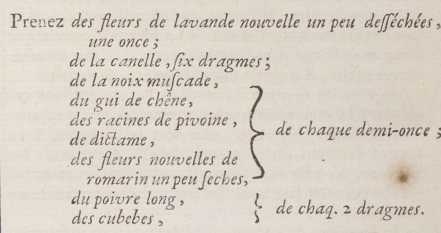 Prenez des fleurs de lavande nouvelle un peu desséchées,
une once ;
de la canelle, six dragmes ;
de la noix muscade,
du gui de chêne,
des racines de pivoine,
de dictame,
des fleurs nouvelles de
romarin un peu seches,
de chaque demi-once ;
du poivre long,
des cubebes,
de chaq. 2 dragmes.